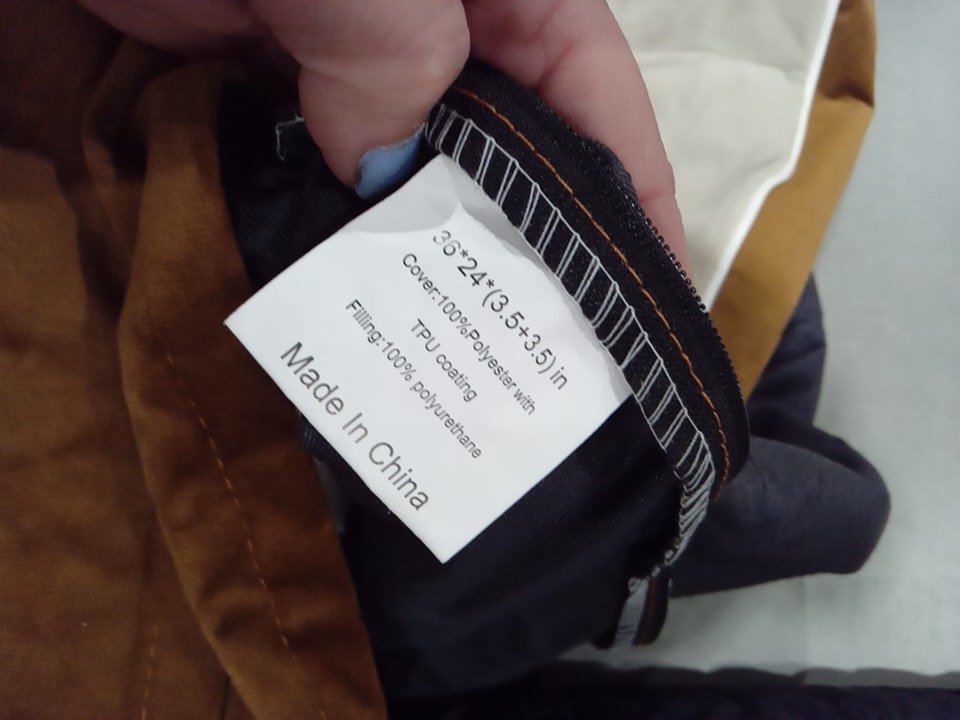 36*24*(3.5+3.5) in
Cover:100%Polyester with
TPU coating
Filling:100% polyurethane
Made In China